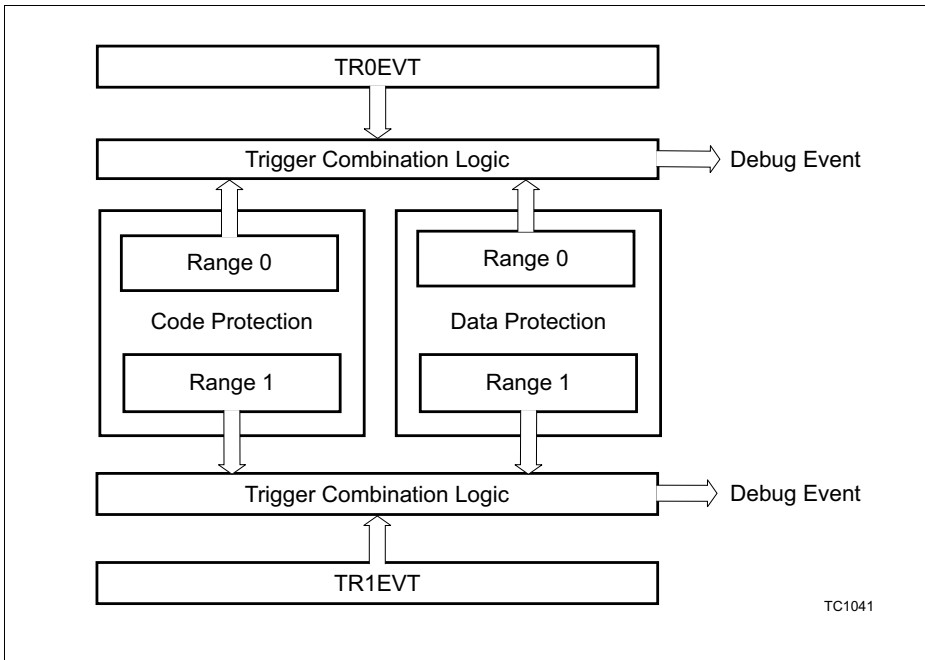 TR0EVT
Trigger Combination Logic
Debug Event
Range 0
Range 0
Code Protection
Data Protection
Range 1
Range 1
Trigger Combination Logic
Debug Event
TR1EVT
TC1041